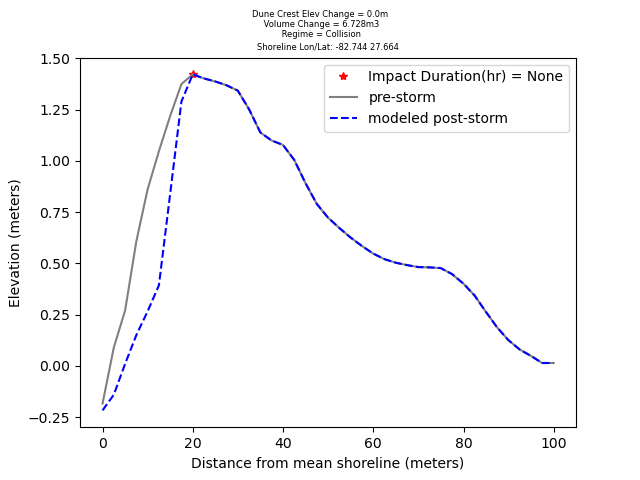 Dune Crest Elev Change = 0.0m
Volume Change = 6.728m3
Regime = Collision
Shoreline Lon/Lat: -82.744 27.664
Impact Duration(hr) = None
pre-storm
modeled post-storm
1.50
1.25
1.00
0.75
0.50
0.25
0.00
−0.25
Elevation (meters)
0
20
40
60
80
100
Distance from mean shoreline (meters)